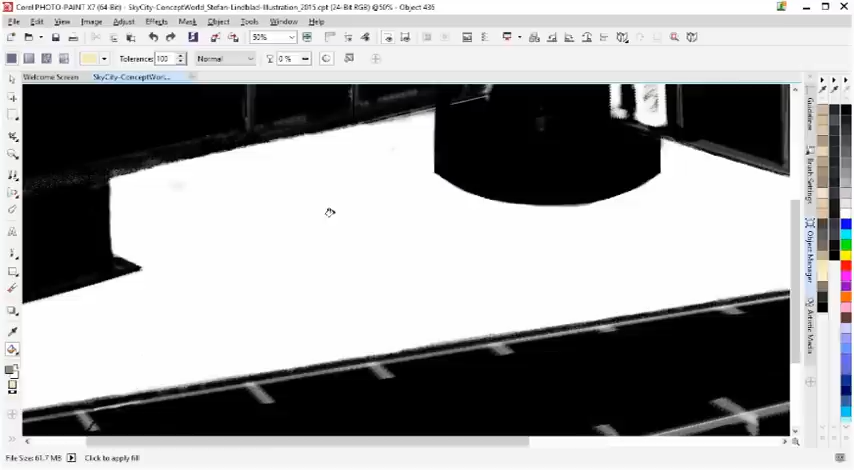 Corel PHOTO-PAINT X7 (64-Bit) - [SkyCity-ConceptWorld_Stefan-Lindblad-Illustration_2015.cpt (24-Bit RGB) @50% - Object 436
File Edit View Image Adjust Effects Mask Object Tools Window Help
50%
Tolerance: 100 Normal 0 %
Welcome Screen SkyCity-ConceptWorl...
Guidelines
Brush Settings
Object Manager
Artistic Media
File Size: 61.7 MB Click to apply fill